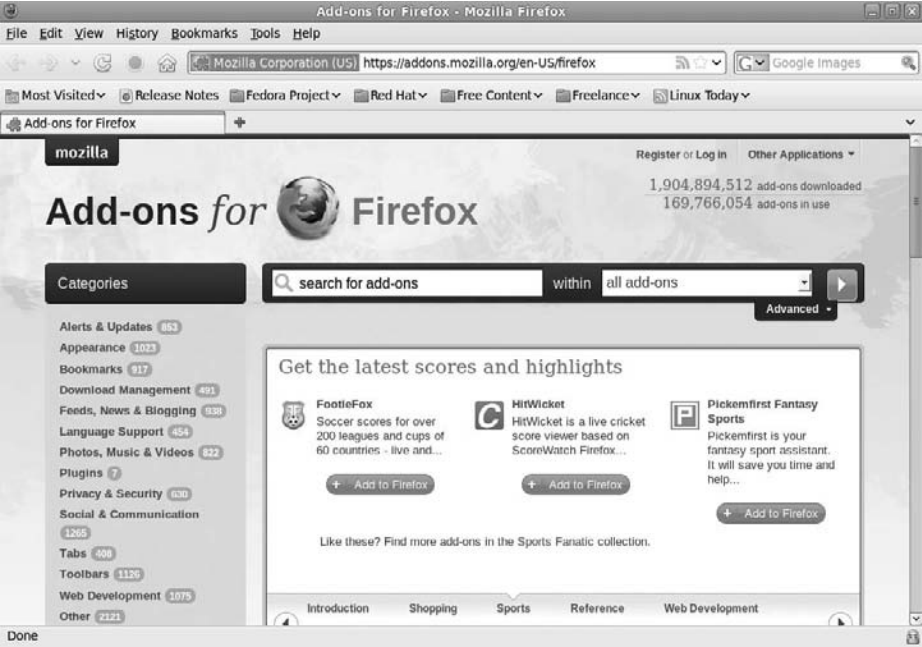 Add-ons for Firefox - Mozilla Firefox
File Edit View History Bookmarks Tools Help
Mozilla Corporation (US) https://addons.mozilla.org/en-US/firefox
G Google Images
Most Visited Release Notes Fedora Project Red Hat Free Content Freelance Linux Today
Add-ons for Firefox
mozilla
Register or Log in Other Applications
1,904,894,512 add-ons downloaded
169,766,054 add-ons in use
Add-ons for Firefox
Categories
search for add-ons within all add-ons
Advanced
Alerts & Updates 853
Appearance 1023
Bookmarks 917
Download Management 491
Feeds, News & Blogging 938
Language Support 454
Photos, Music & Videos 822
Plugins 7
Privacy & Security 630
Social & Communication
1265
Tabs 408
Toolbars 1126
Web Development 1075
Other 2121
Get the latest scores and highlights
FootieFox
Soccer scores for over
200 leagues and cups of
60 countries - live and...
+ Add to Firefox
C
HitWicket
HitWicket is a live cricket
score viewer based on
ScoreWatch Firefox...
+ Add to Firefox
P
Pickemfirst Fantasy
Sports
Pickemfirst is your
fantasy sport assistant.
It will save you time and
help...
+ Add to Firefox
Like these? Find more add-ons in the Sports Fanatic collection.
Introduction Shopping Sports Reference Web Development
Done